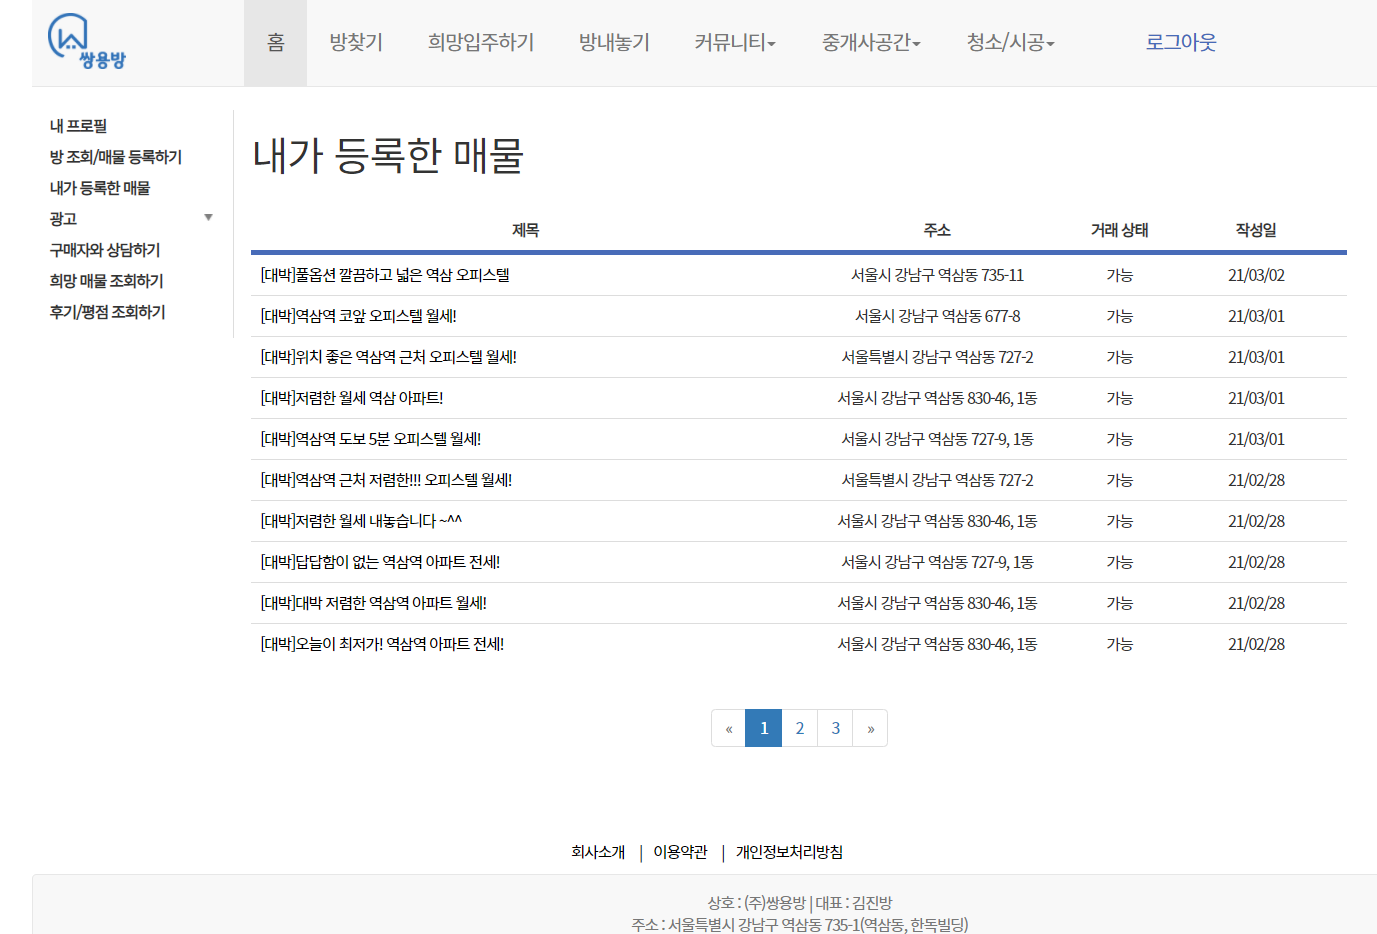 쌍용방
홈 방찾기 희망입주하기 방내놓기 커뮤니티 중개사공간 청소/시공 로그아웃
내 프로필
방 조회/매물 등록하기
내가 등록한 매물
광고
구매자와 상담하기
희망 매물 조회하기
후기/평점 조회하기
내가 등록한 매물
제목 주소 거래 상태 작성일
[대박]풀옵션 깔끔하고 넓은 역삼 오피스텔 서울시 강남구 역삼동 735-11 가능 21/03/02
[대박]역삼역 코앞 오피스텔 월세! 서울시 강남구 역삼동 677-8 가능 21/03/01
[대박]위치 좋은 역삼역 근처 오피스텔 월세! 서울특별시 강남구 역삼동 727-2 가능 21/03/01
[대박]저렴한 월세 역삼 아파트! 서울시 강남구 역삼동 830-46, 1동 가능 21/03/01
[대박]역삼역 도보 5분 오피스텔 월세! 서울시 강남구 역삼동 727-9, 1동 가능 21/03/01
[대박]역삼역 근처 저렴한!!! 오피스텔 월세! 서울특별시 강남구 역삼동 727-2 가능 21/02/28
[대박]저렴한 월세 내놓습니다 ~^^ 서울시 강남구 역삼동 830-46, 1동 가능 21/02/28
[대박]답답함이 없는 역삼역 아파트 전세! 서울시 강남구 역삼동 727-9, 1동 가능 21/02/28
[대박]대박 저렴한 역삼역 아파트 월세! 서울시 강남구 역삼동 830-46, 1동 가능 21/02/28
[대박]오늘이 최저가! 역삼역 아파트 전세! 서울시 강남구 역삼동 830-46, 1동 가능 21/02/28
« 1 2 3 »
회사소개 | 이용약관 | 개인정보처리방침
상호 : (주)쌍용방 | 대표 : 김진방
주소 : 서울특별시 강남구 역삼동 735-1(역삼동, 한독빌딩)